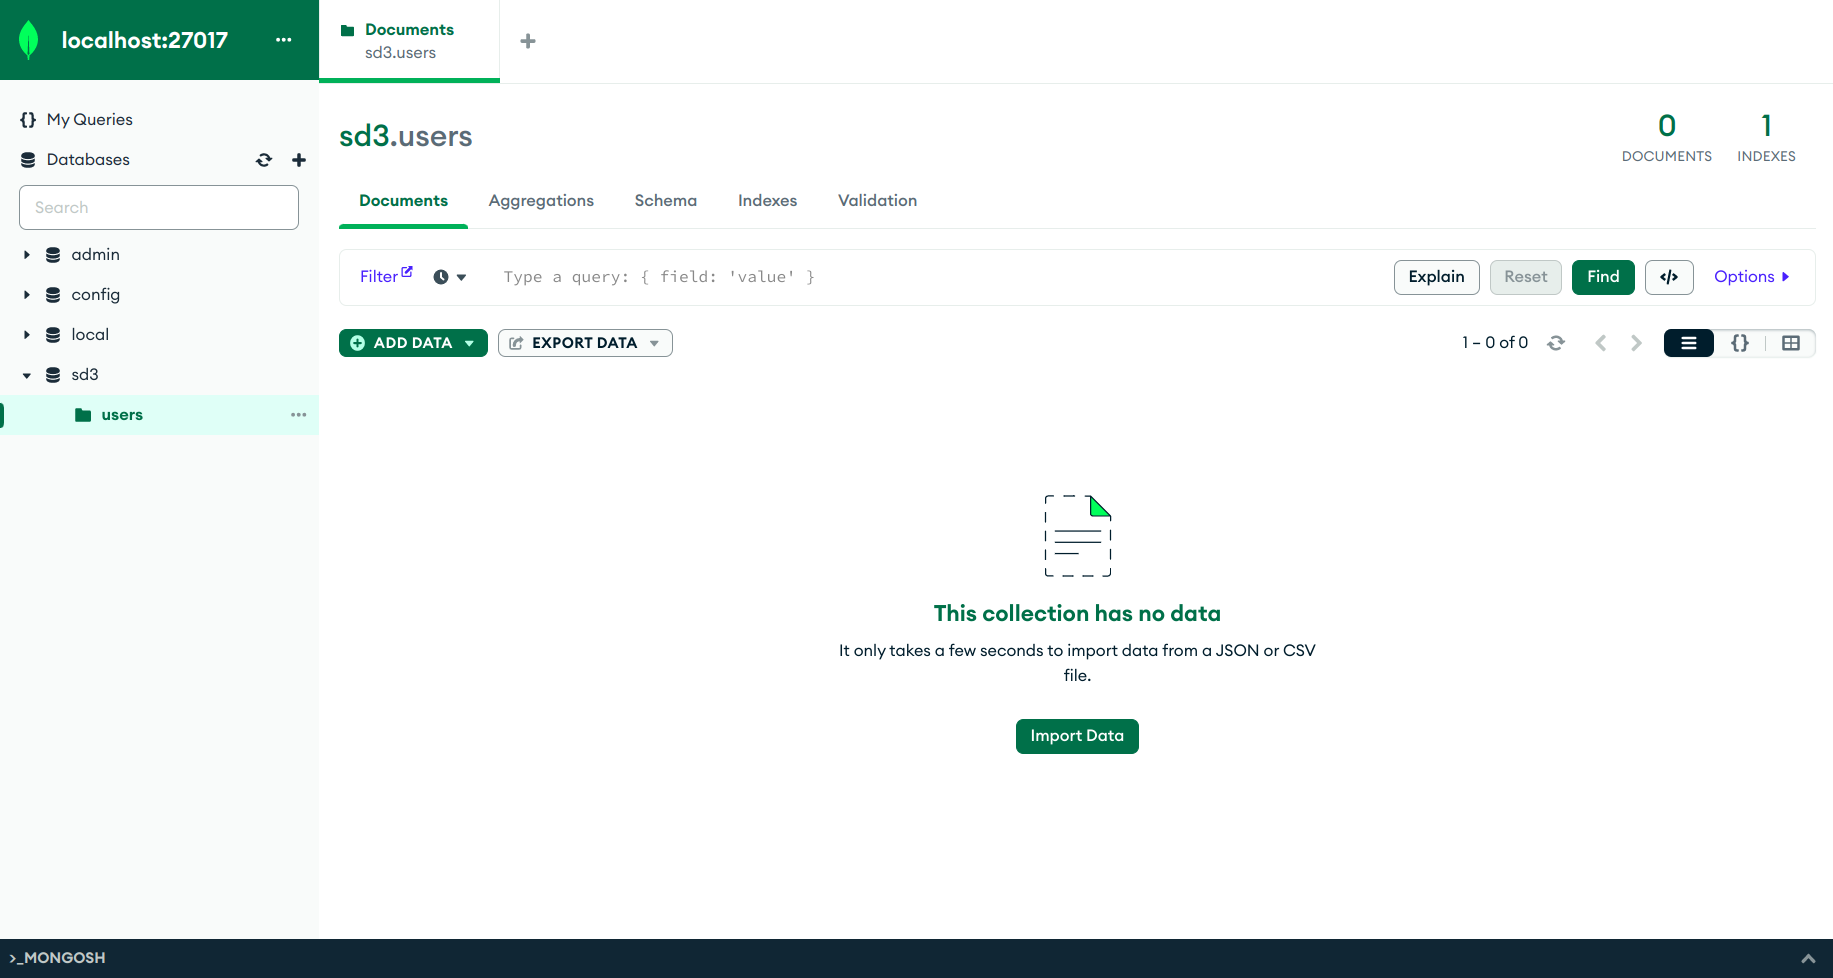 localhost:27017
Documents
sd3.users
My Queries
Databases
Search
admin
config
local
sd3
users
sd3.users
0
DOCUMENTS
1
INDEXES
Documents
Aggregations
Schema
Indexes
Validation
Filter
Type a query: { field: 'value' }
Explain
Reset
Find
Options
ADD DATA
EXPORT DATA
1 – 0 of 0
This collection has no data
It only takes a few seconds to import data from a JSON or CSV
file.
Import Data
>_MONGOSH